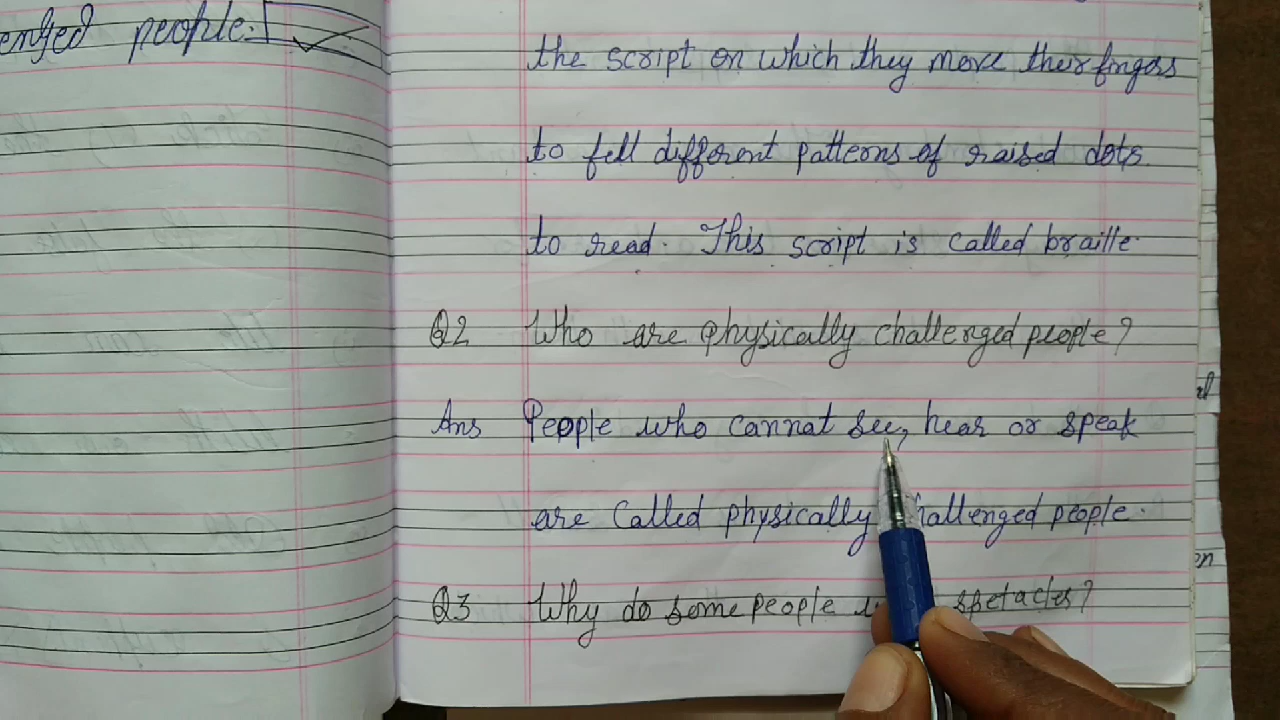 people.
the script on which they move their fingers
to fell different patterns of raised dots
to read. This script is called braille.
Q2 Who are physically challenged people?
Ans People who cannat see, hear or speak
are called physically challenged people.
Q3 Why do some people spetacles?